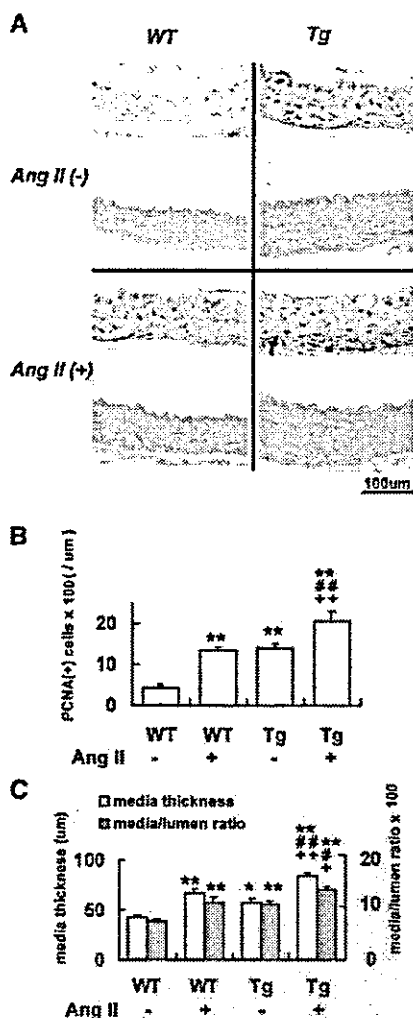 A
WT Tg
Ang II (-)
Ang II (+)
100um
B
PCNA(+) cells x 100 ( / um)
20
10
0
**
**
**
##
++
WT WT Tg Tg
Ang II - + - +
C
media thickness
media/lumen ratio
media thickness (um)
100
50
0
** **
* **
**
##
++
**
#
+
20
10
0
media/lumen ratio x 100
WT WT Tg Tg
Ang II - + - +